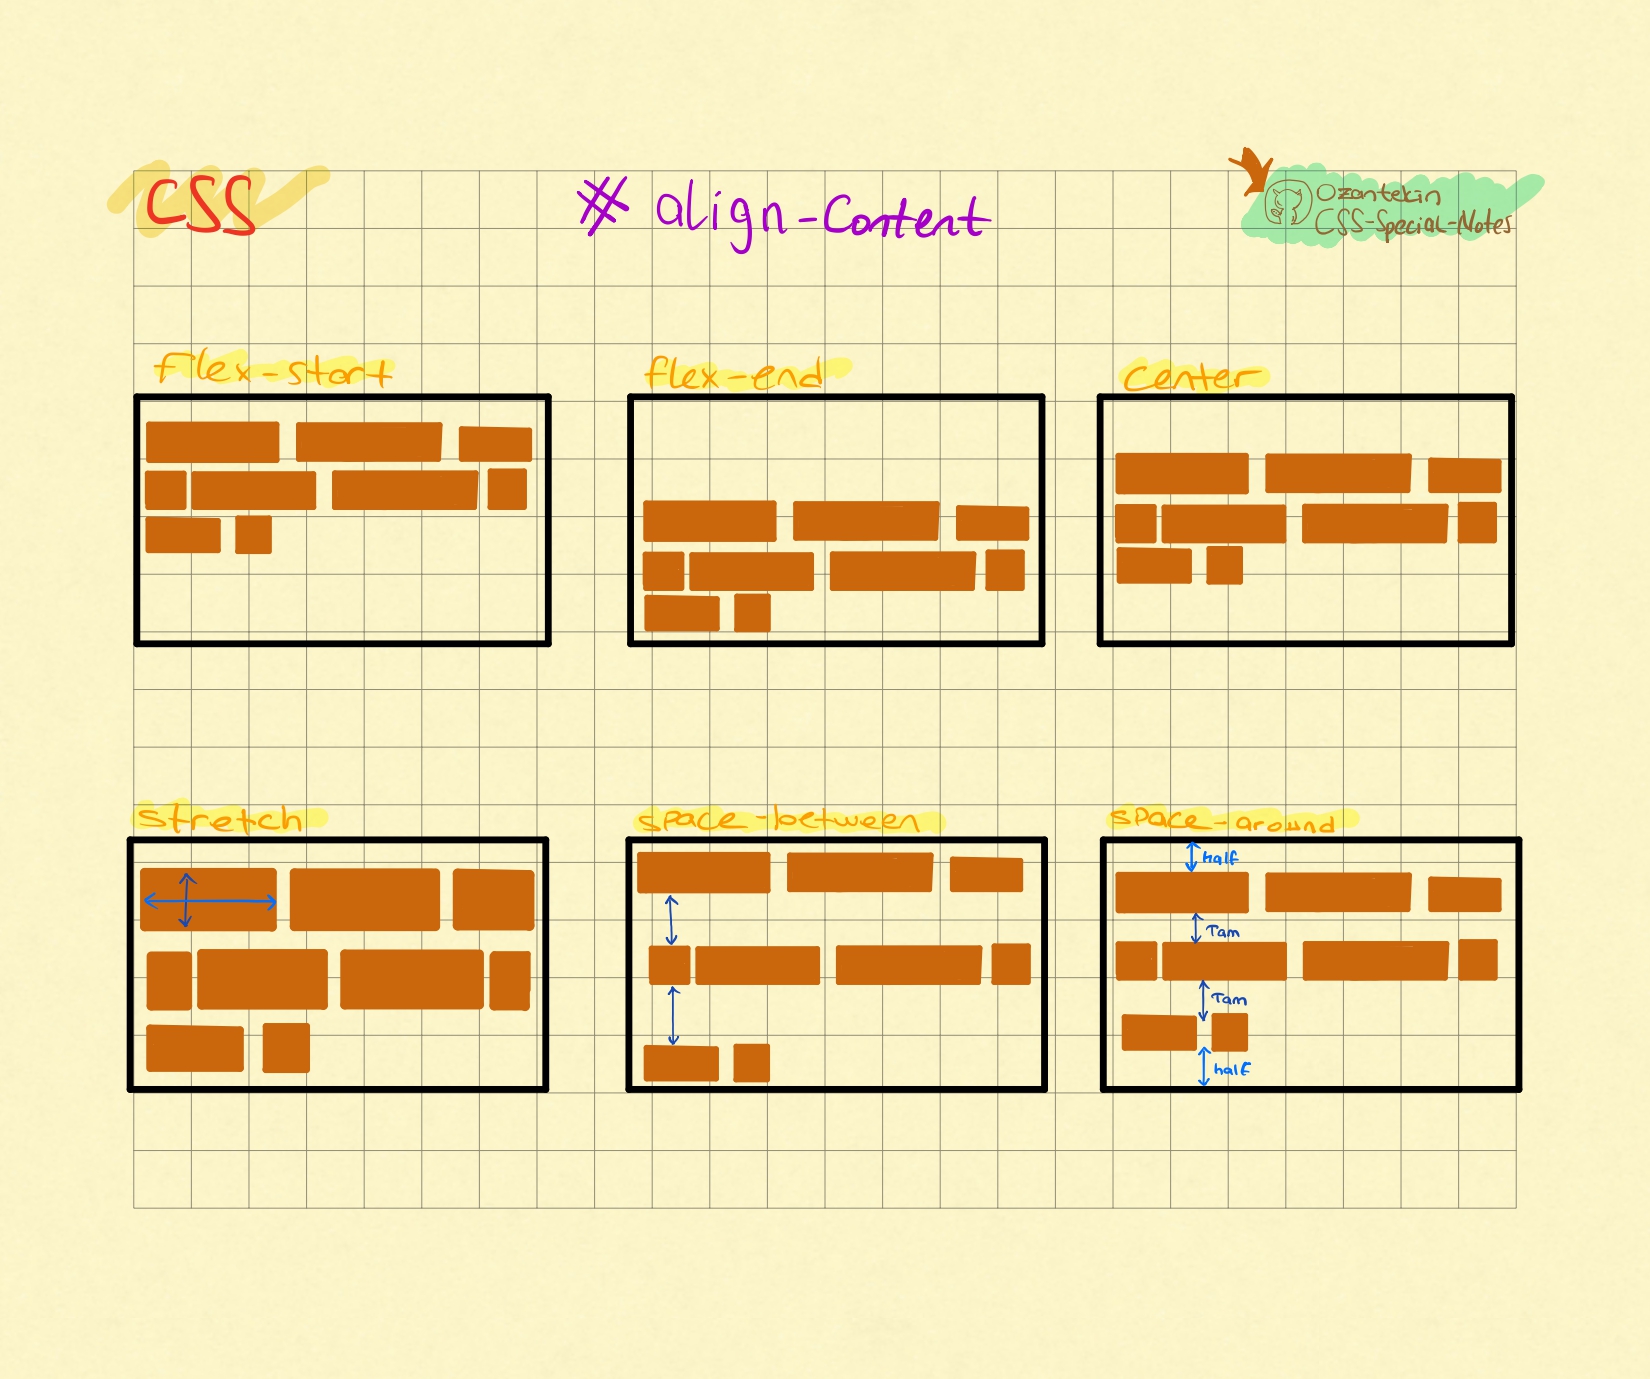 CSS
# align-Content
Ozantekin
CSS-Special-Notes
flex-start
flex-end
Center
stretch
space-between
space-around
half
Tam
Tam
half